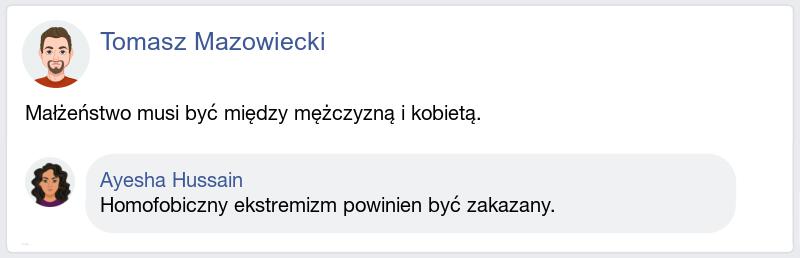 Tomasz Mazowiecki
Małżeństwo musi być między mężczyzną i kobietą.
Ayesha Hussain
Homofobiczny ekstremizm powinien być zakazany.